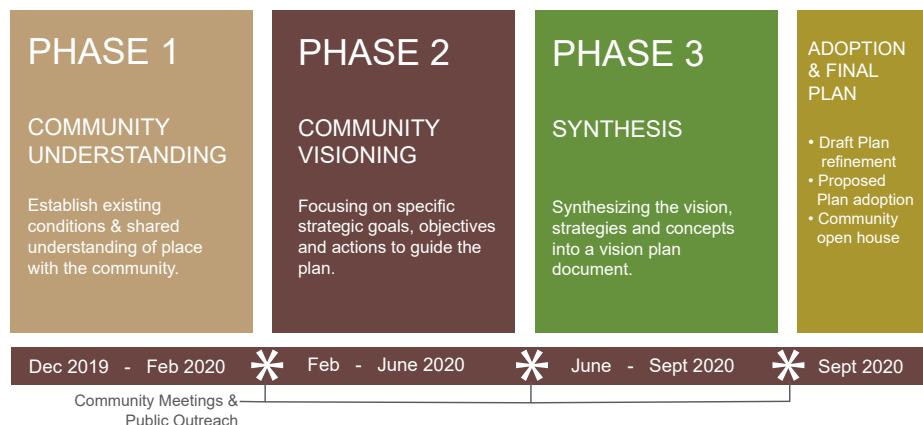 PHASE 1
COMMUNITY
UNDERSTANDING
Establish existing
conditions & shared
understanding of place
with the community.
PHASE 2
COMMUNITY
VISIONING
Focusing on specific
strategic goals, objectives
and actions to guide the
plan.
PHASE 3
SYNTHESIS
Synthesizing the vision,
strategies and concepts
into a vision plan
document.
ADOPTION
& FINAL
PLAN
• Draft Plan
refinement
• Proposed
Plan adoption
• Community
open house
Dec 2019 - Feb 2020
Feb - June 2020
June - Sept 2020
Sept 2020
Community Meetings &
Public Outreach